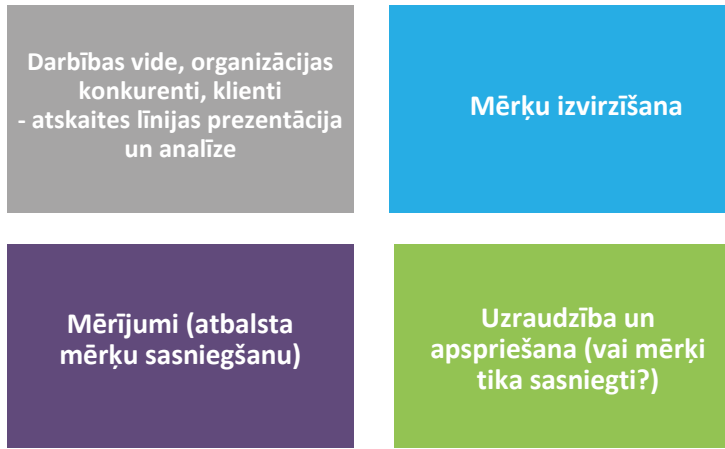 Darbības vide, organizācijas
konkurenti, klienti
- atskaites līnijas prezentācija
un analīze
Mērķu izvirzīšana
Mērījumi (atbalsta
mērķu sasniegšanu)
Uzraudzība un
apspriešana (vai mērķi
tika sasniegti?)